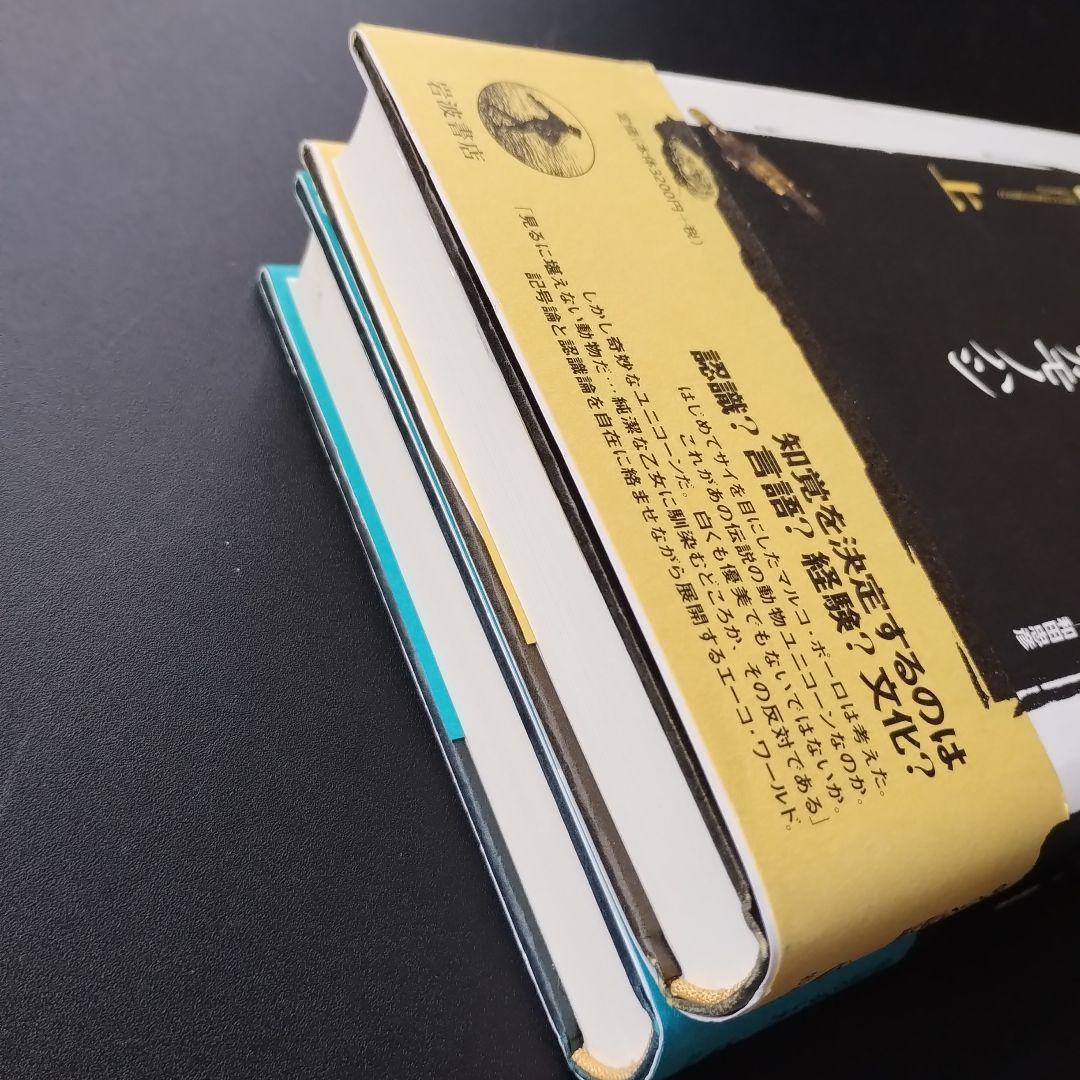 上
和田忠彦
知覚を決定するのは
認識？言語？経験？文化？
はじめてサイを目にしたマルコ・ポーロは考えた。
これがあの伝説の動物ユニコーンなのか。
しかし奇妙なユニコーンだ。白くも優美でもないではないか。
「見るに堪えない動物だ…純潔な乙女に馴染むどころか、その反対である」
記号論と認識論を自在に絡ませながら展開するエーコ・ワールド。
定価（本体3200円＋税）
岩波書店